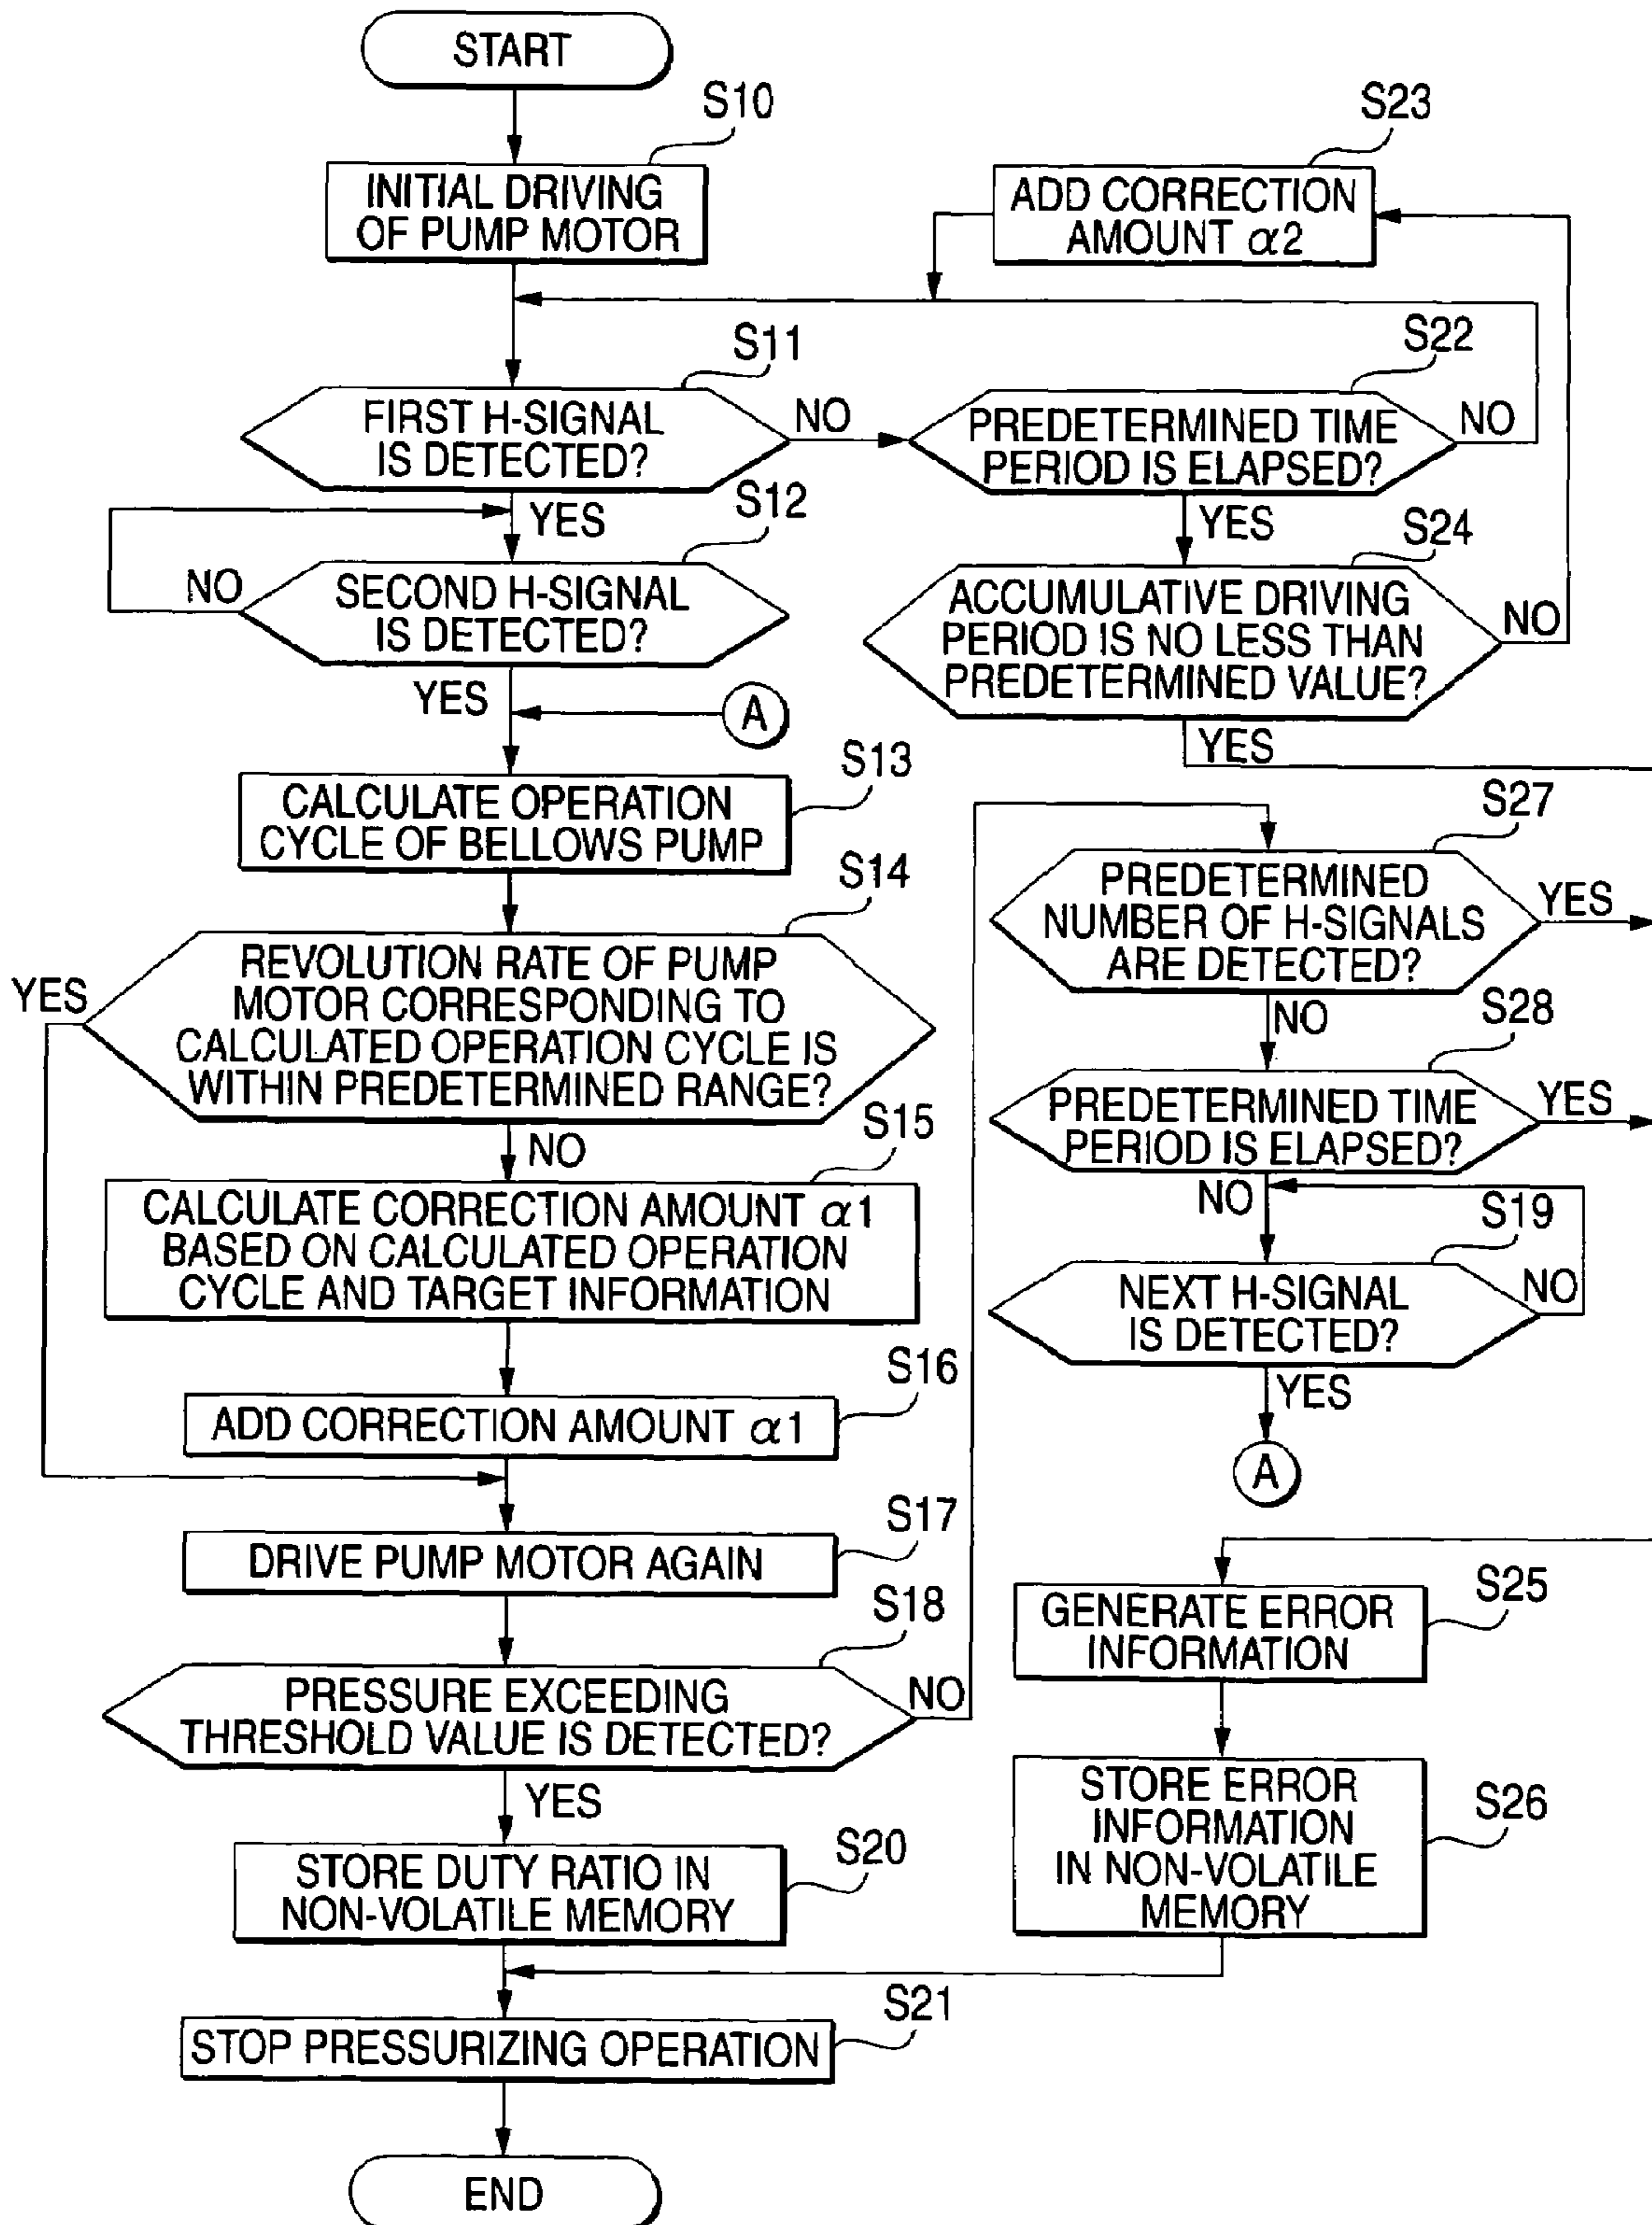 START
S10
INITIAL DRIVING
OF PUMP MOTOR
S23
ADD CORRECTION
AMOUNT α2
S11
FIRST H-SIGNAL
IS DETECTED?
NO
YES
S22
PREDETERMINED TIME
PERIOD IS ELAPSED?
NO
YES
S12
SECOND H-SIGNAL
IS DETECTED?
NO
YES
S24
ACCUMULATIVE DRIVING
PERIOD IS NO LESS THAN
PREDETERMINED VALUE?
NO
YES
A
S13
CALCULATE OPERATION
CYCLE OF BELLOWS PUMP
S14
REVOLUTION RATE OF PUMP
MOTOR CORRESPONDING TO
CALCULATED OPERATION CYCLE IS
WITHIN PREDETERMINED RANGE?
YES
NO
S15
CALCULATE CORRECTION AMOUNT α1
BASED ON CALCULATED OPERATION
CYCLE AND TARGET INFORMATION
S16
ADD CORRECTION AMOUNT α1
S17
DRIVE PUMP MOTOR AGAIN
S18
PRESSURE EXCEEDING
THRESHOLD VALUE IS DETECTED?
NO
YES
S20
STORE DUTY RATIO IN
NON-VOLATILE MEMORY
S21
STOP PRESSURIZING OPERATION
END
S27
PREDETERMINED
NUMBER OF H-SIGNALS
ARE DETECTED?
YES
NO
S28
PREDETERMINED TIME
PERIOD IS ELAPSED?
YES
NO
S19
NEXT H-SIGNAL
IS DETECTED?
NO
YES
A
S25
GENERATE ERROR
INFORMATION
S26
STORE ERROR
INFORMATION
IN NON-VOLATILE
MEMORY